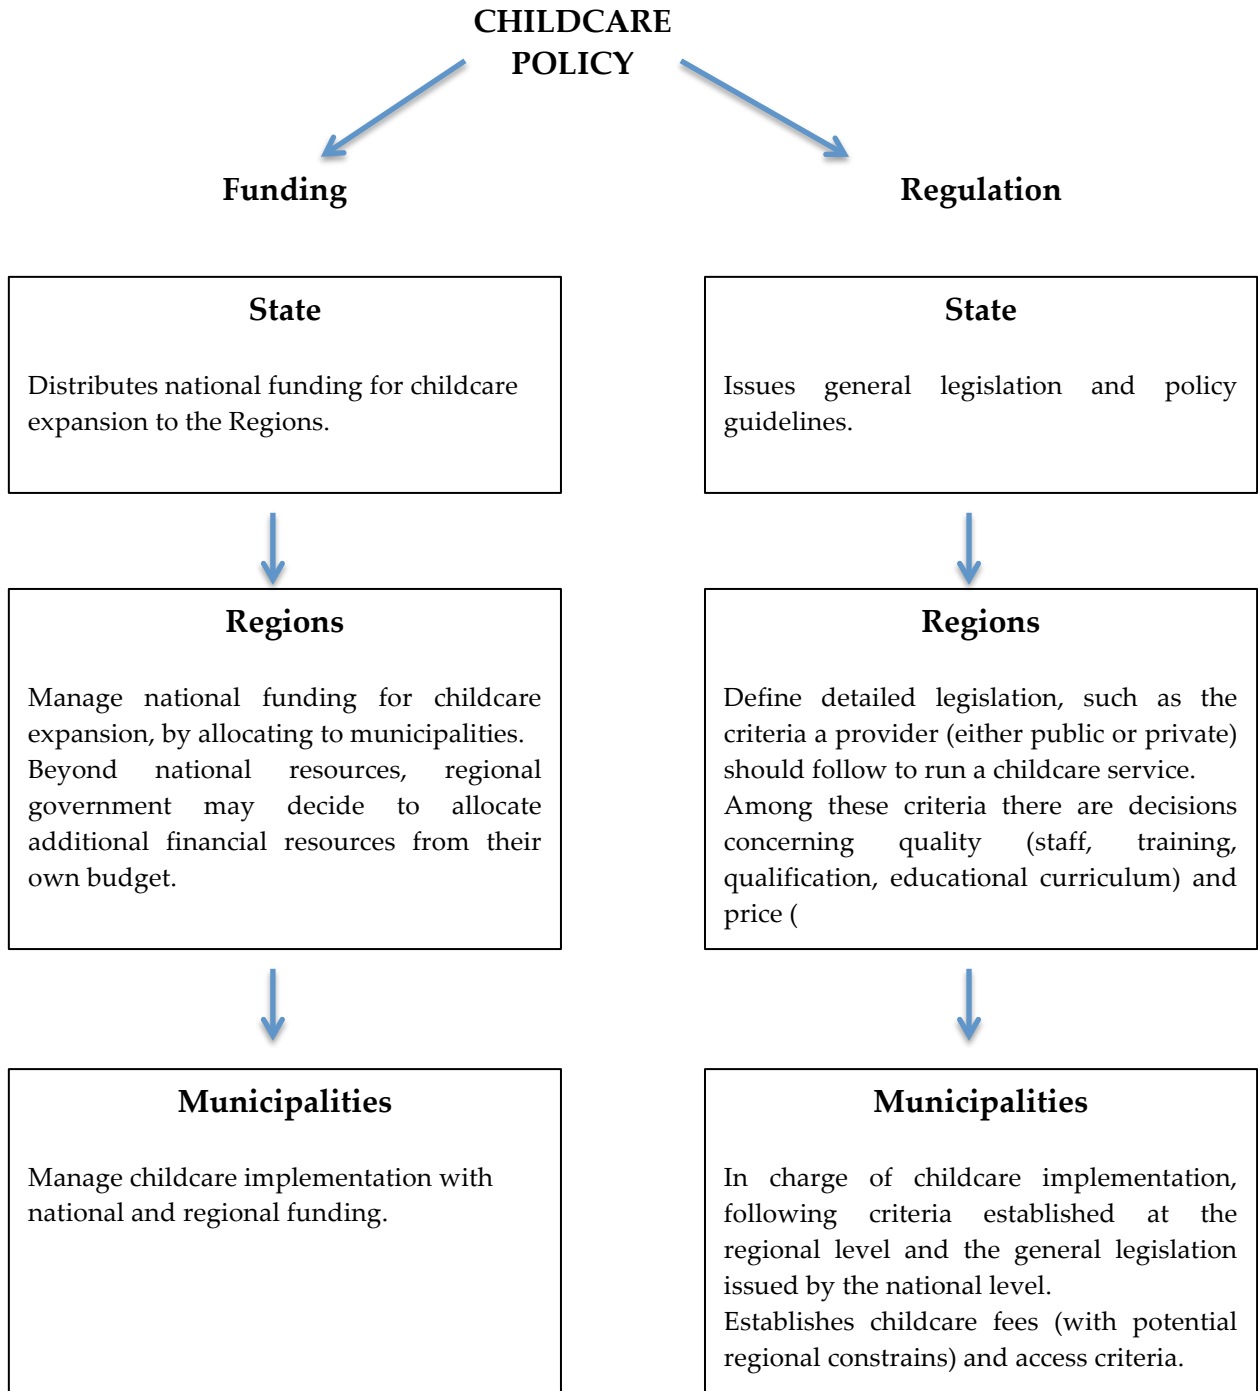 CHILDCARE
POLICY
Funding
State
Distributes national funding for childcare
expansion to the Regions.
Regions
Manage national funding for childcare
expansion, by allocating to municipalities.
Beyond national resources, regional
government may decide to allocate
additional financial resources from their
own budget.
Municipalities
Manage childcare implementation with
national and regional funding.
Regulation
State
Issues general legislation and policy
guidelines.
Regions
Define detailed legislation, such as the
criteria a provider (either public or private)
should follow to run a childcare service.
Among these criteria there are decisions
concerning quality (staff, training,
qualification, educational curriculum) and
price (
Municipalities
In charge of childcare implementation,
following criteria established at the
regional level and the general legislation
issued by the national level.
Establishes childcare fees (with potential
regional constrains) and access criteria.